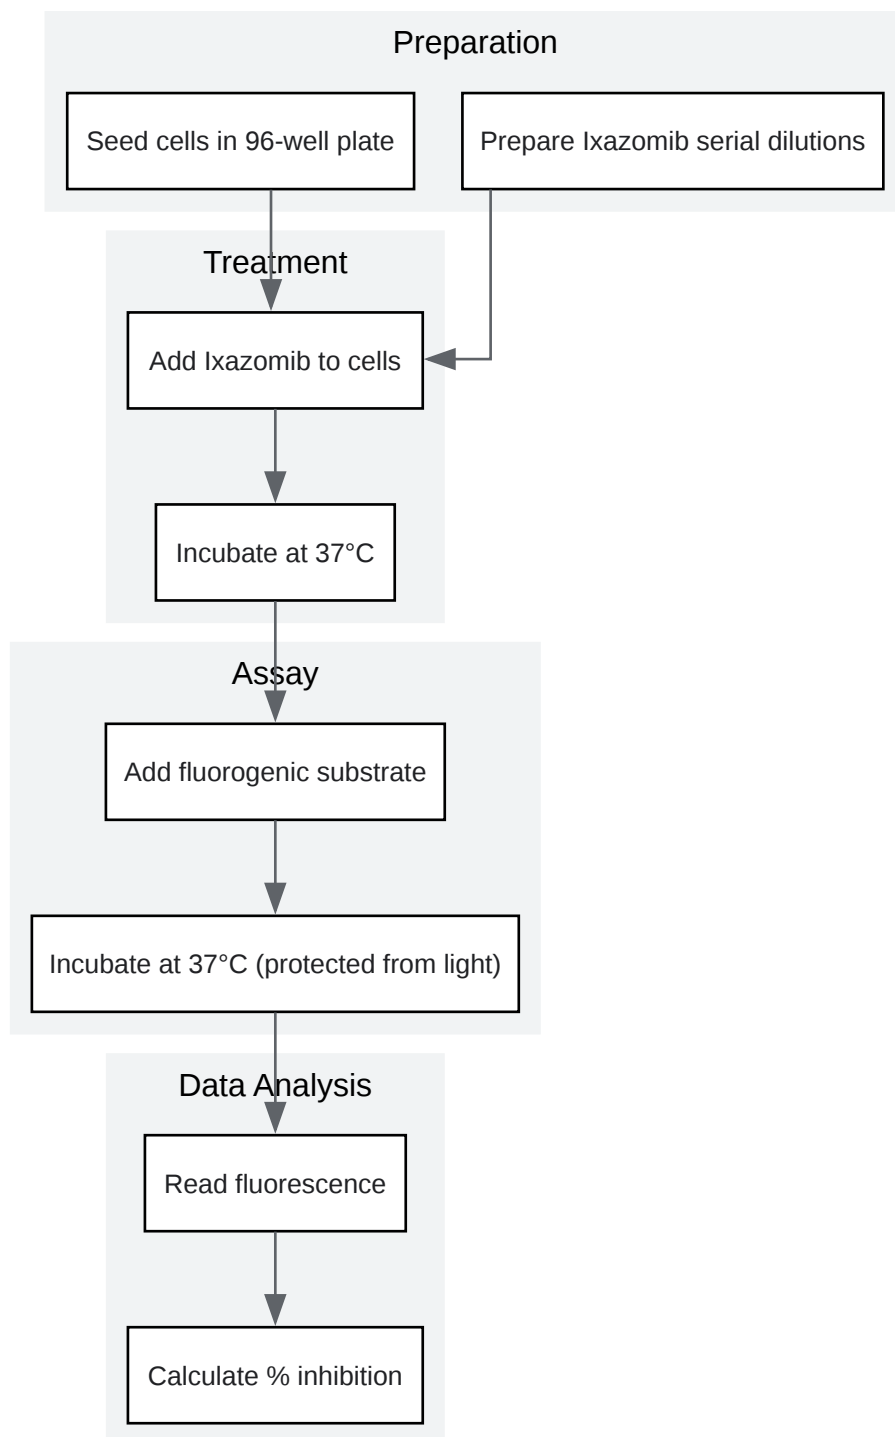 Preparation
Seed cells in 96-well plate
Prepare Ixazomib serial dilutions
Treatment
Add Ixazomib to cells
Incubate at 37°C
Assay
Add fluorogenic substrate
Incubate at 37°C (protected from light)
Data Analysis
Read fluorescence
Calculate % inhibition